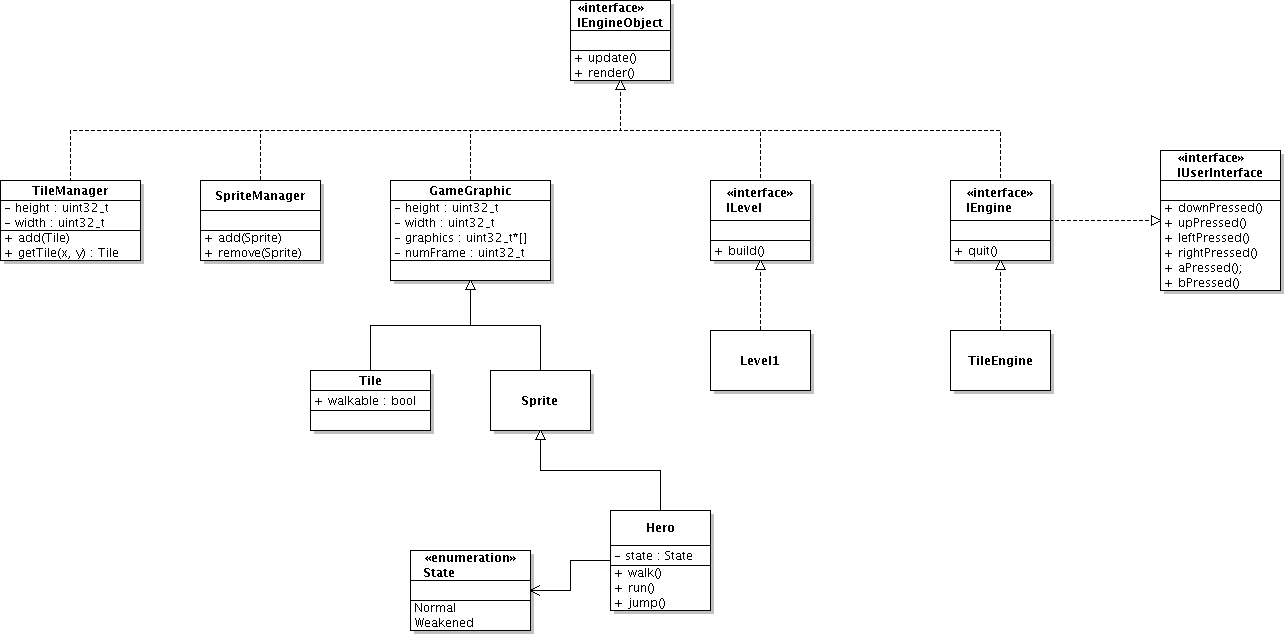 «interface»
IEngineObject
+ update()
+ render()
TileManager
- height : uint32_t
- width : uint32_t
+ add(Tile)
+ getTile(x, y) : Tile
SpriteManager
+ add(Sprite)
+ remove(Sprite)
GameGraphic
- height : uint32_t
- width : uint32_t
- graphics : uint32_t*[]
- numFrame : uint32_t
«interface»
ILevel
+ build()
«interface»
IEngine
+ quit()
«interface»
IUserInterface
+ downPressed()
+ upPressed()
+ leftPressed()
+ rightPressed()
+ aPressed();
+ bPressed()
Tile
+ walkable : bool
Sprite
Level1
TileEngine
Hero
- state : State
+ walk()
+ run()
+ jump()
«enumeration»
State
Normal
Weakened